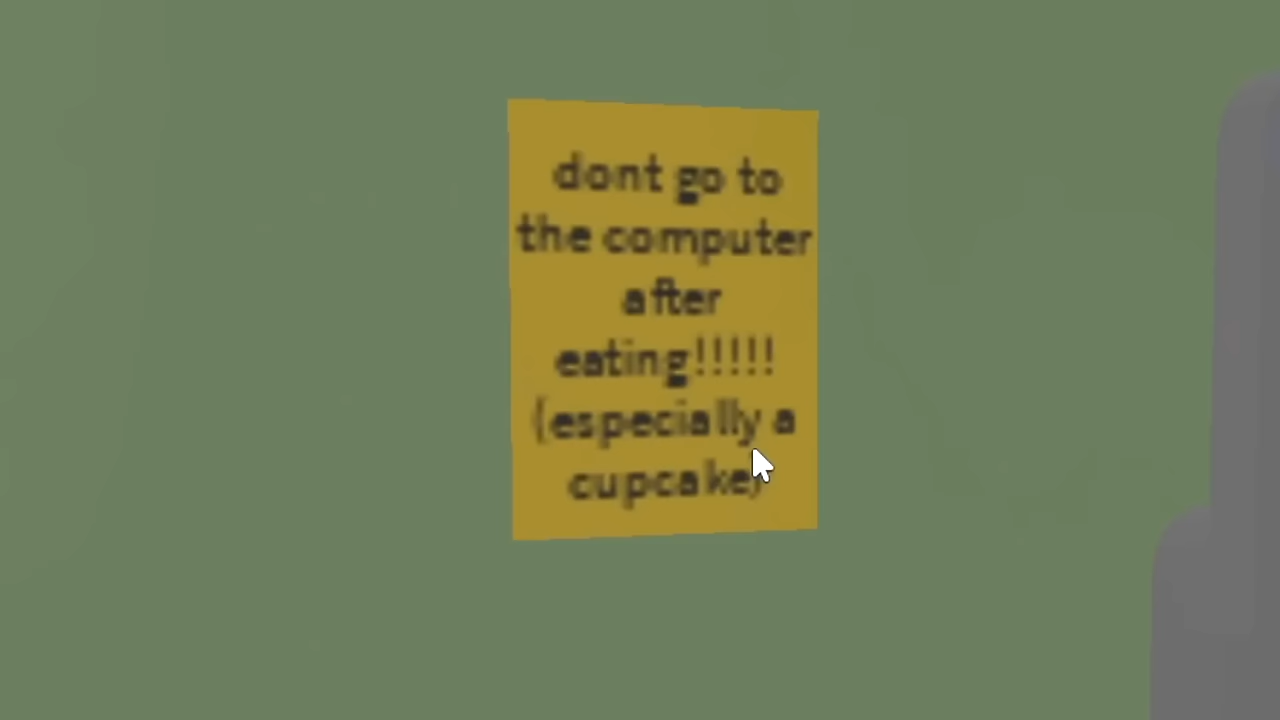 dont go to
the computer
after
eating!!!!!
(especially a
cupcake)